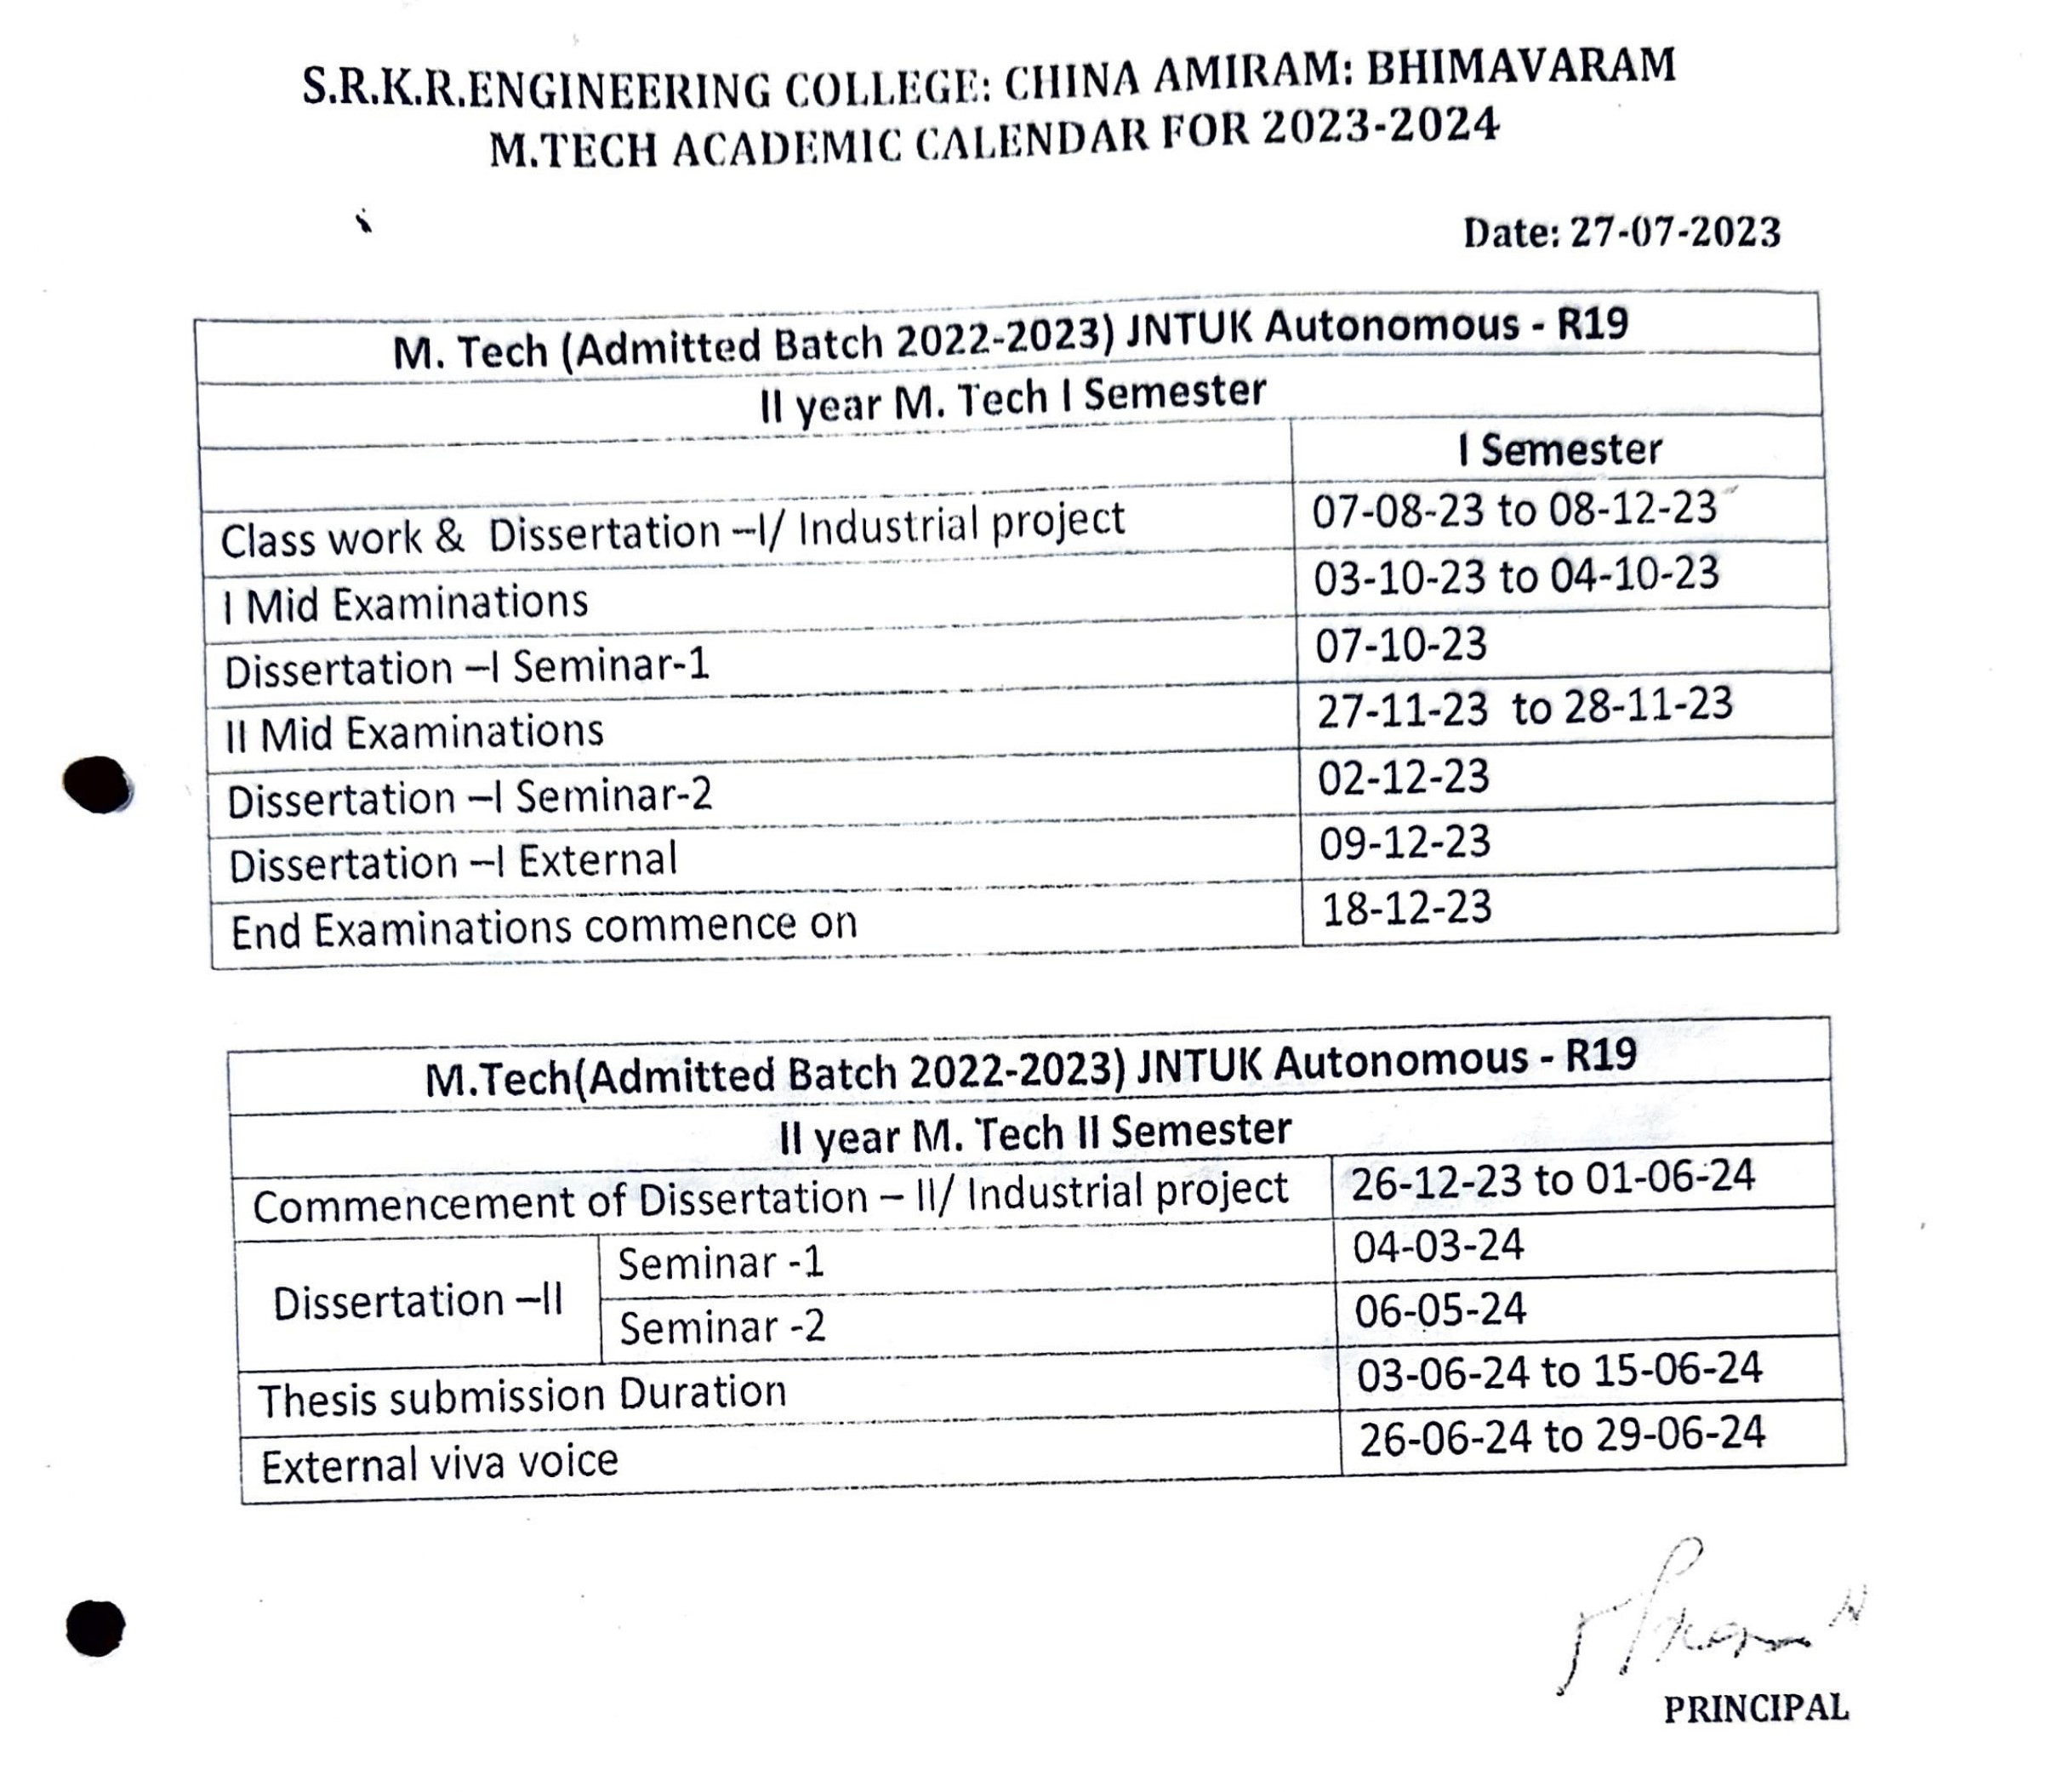 S.R.K.R.ENGINEERING COLLEGE: CHINA AMIRAM: BHIMAVARAM
M.TECH ACADEMIC CALENDAR FOR 2023-2024
Date: 27-07-2023
M. Tech (Admitted Batch 2022-2023) JNTUK Autonomous - R19
II year M. Tech I Semester
I Semester
Class work & Dissertation –I/ Industrial project 07-08-23 to 08-12-23
I Mid Examinations 03-10-23 to 04-10-23
Dissertation –I Seminar-1 07-10-23
II Mid Examinations 27-11-23 to 28-11-23
Dissertation –I Seminar-2 02-12-23
Dissertation –I External 09-12-23
End Examinations commence on 18-12-23
M.Tech(Admitted Batch 2022-2023) JNTUK Autonomous - R19
II year M. Tech II Semester
Commencement of Dissertation – II/ Industrial project 26-12-23 to 01-06-24
Dissertation –II Seminar -1 04-03-24
Seminar -2 06-05-24
Thesis submission Duration 03-06-24 to 15-06-24
External viva voice 26-06-24 to 29-06-24
PRINCIPAL